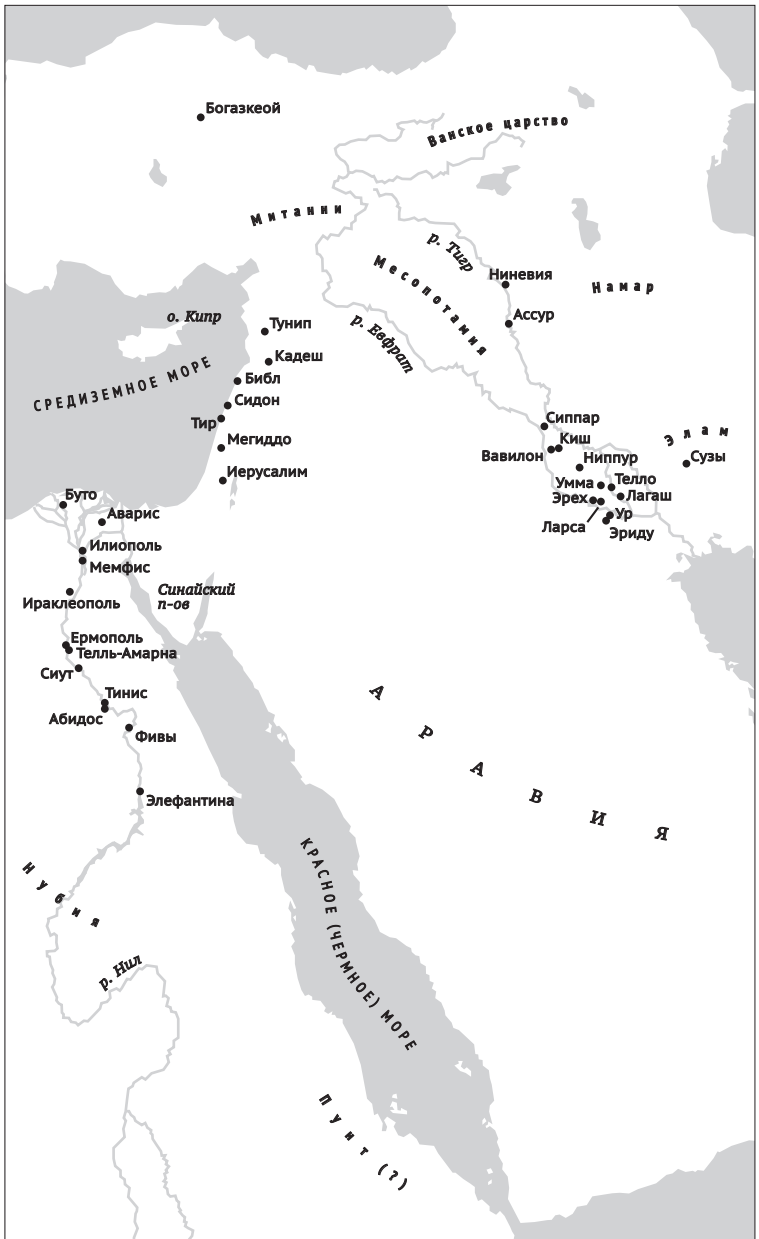 Богазкеой
Ванское царство
Митанни
р. Тигр
Месопотамия
Ниневия
Намар
о. Кипр
Тунип
р. Евфрат
Ассур
Кадеш
СРЕДИЗЕМНОЕ МОРЕ
Библ
Сидон
Тир
Мегиддо
Иерусалим
Сиппар
Киш
Вавилон
Ниппур
Элам
Сузы
Умма
Телло
Эрех
Лагаш
Ларса
Ур
Эриду
Буто
Аварис
Илиополь
Мемфис
Синайский
п-ов
Ираклеополь
Ермополь
Телль-Амарна
Сиут
Тинис
Абидос
Фивы
Элефантина
АРАВИЯ
КРАСНОЕ (ЧЕРМНОЕ) МОРЕ
Нубия
р. Нил
Пунт (?)